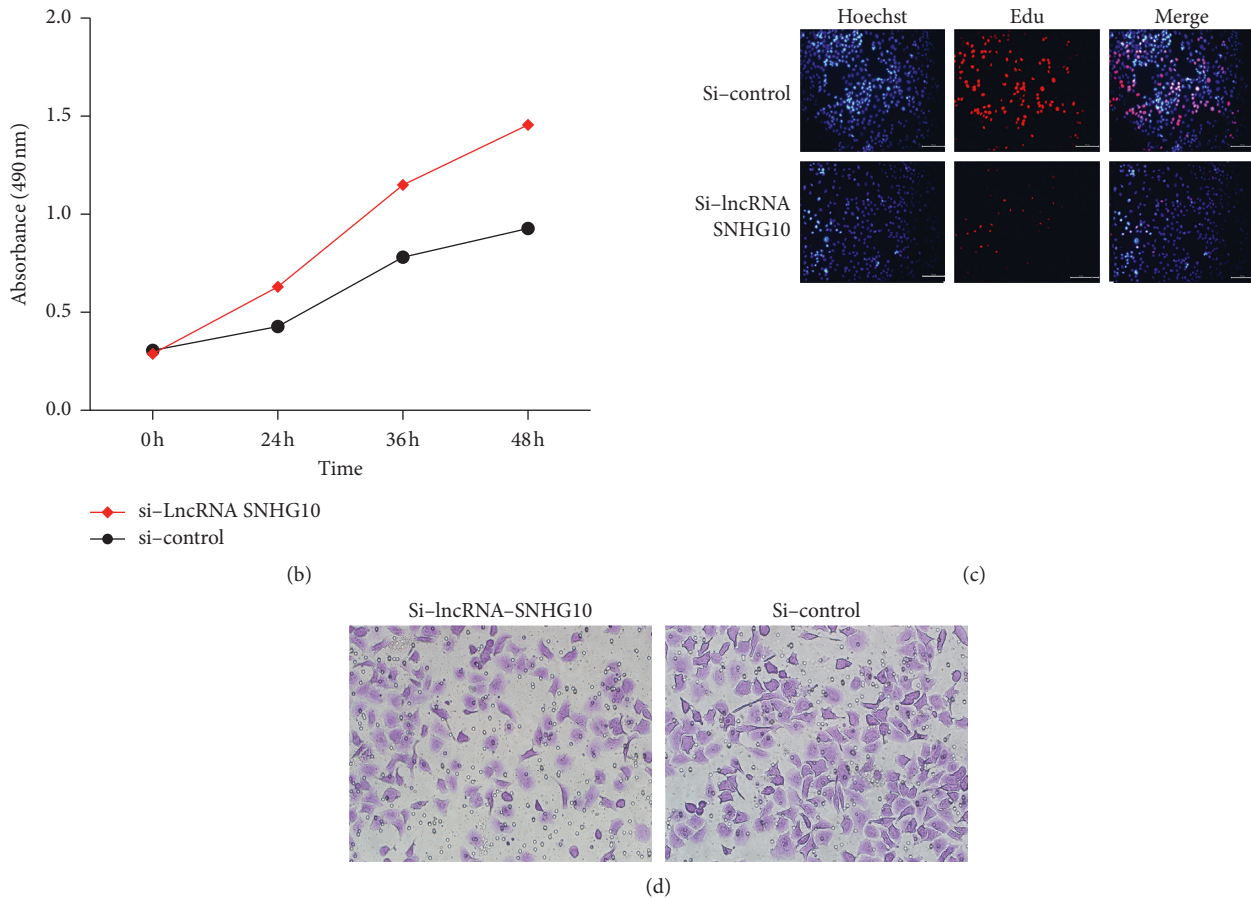 2.0
1.5
1.0
0.5
0.0
Absorbance (490 nm)
0 h
24 h
36 h
48 h
Time
si–LncRNA SNHG10
si–control
(b)
Hoechst
Edu
Merge
Si–control
Si–lncRNA
SNHG10
(c)
Si–lncRNA–SNHG10
Si–control
(d)